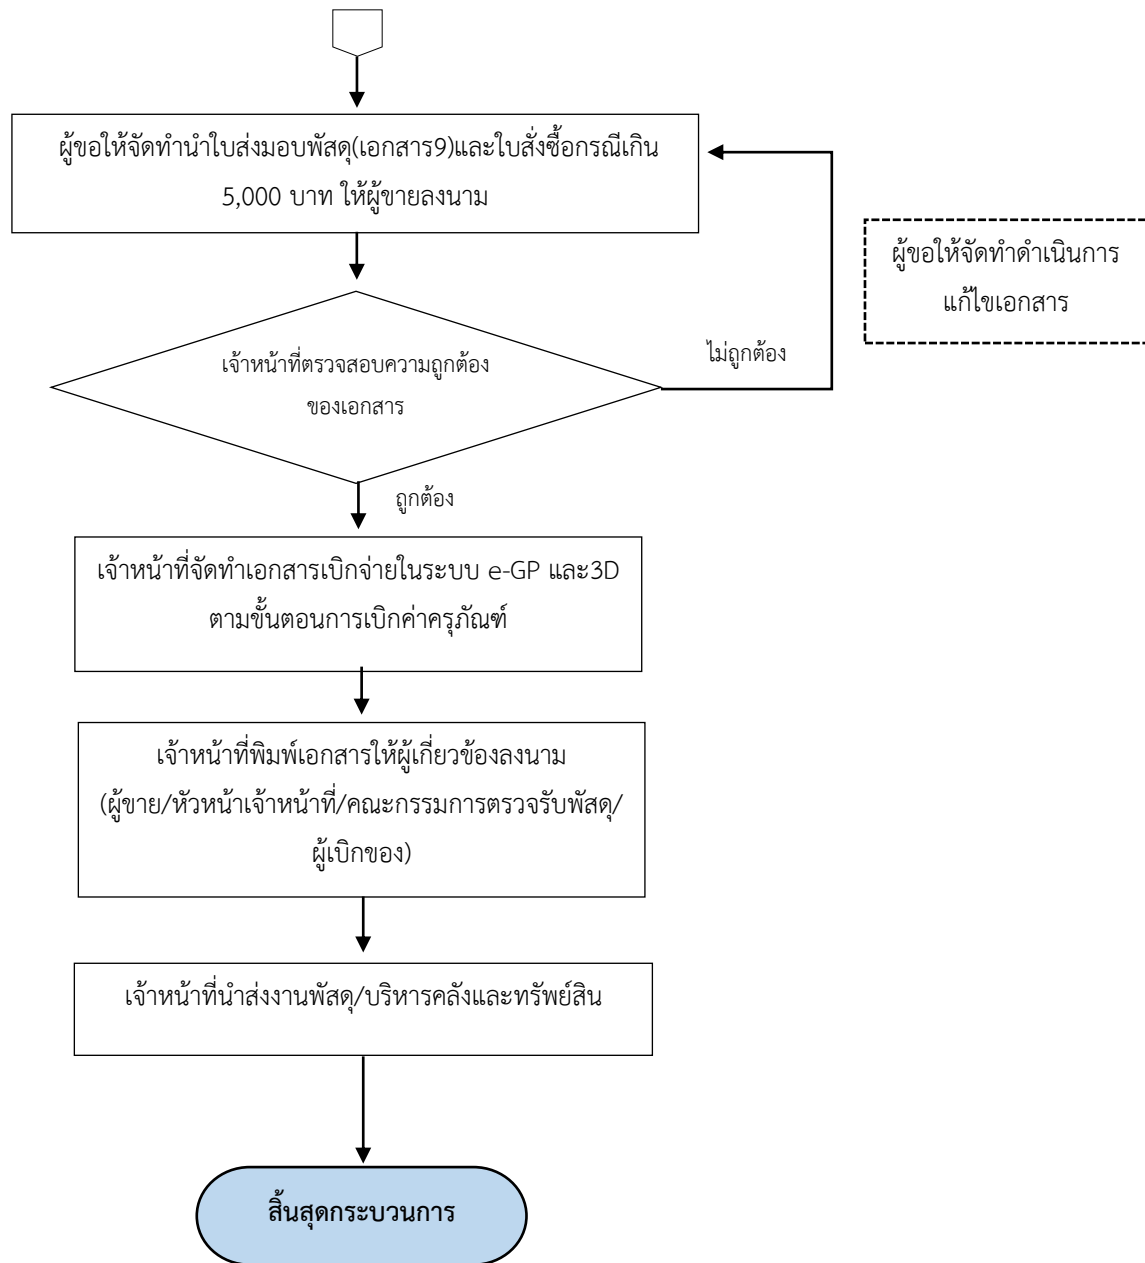 ผู้ขอให้จัดทำนำใบส่งมอบพัสดุ(เอกสาร9)และใบสั่งซื้อกรณีเกิน
5,000 บาท ให้ผู้ขายลงนาม
ผู้ขอให้จัดทำดำเนินการ
แก้ไขเอกสาร
เจ้าหน้าที่ตรวจสอบความถูกต้อง
ของเอกสาร
ไม่ถูกต้อง
ถูกต้อง
เจ้าหน้าที่จัดทำเอกสารเบิกจ่ายในระบบ e-GP และ3D
ตามขั้นตอนการเบิกค่าครุภัณฑ์
เจ้าหน้าที่พิมพ์เอกสารให้ผู้เกี่ยวข้องลงนาม
(ผู้ขาย/หัวหน้าเจ้าหน้าที่/คณะกรรมการตรวจรับพัสดุ/
ผู้เบิกของ)
เจ้าหน้าที่นำส่งงานพัสดุ/บริหารคลังและทรัพย์สิน
สิ้นสุดกระบวนการ